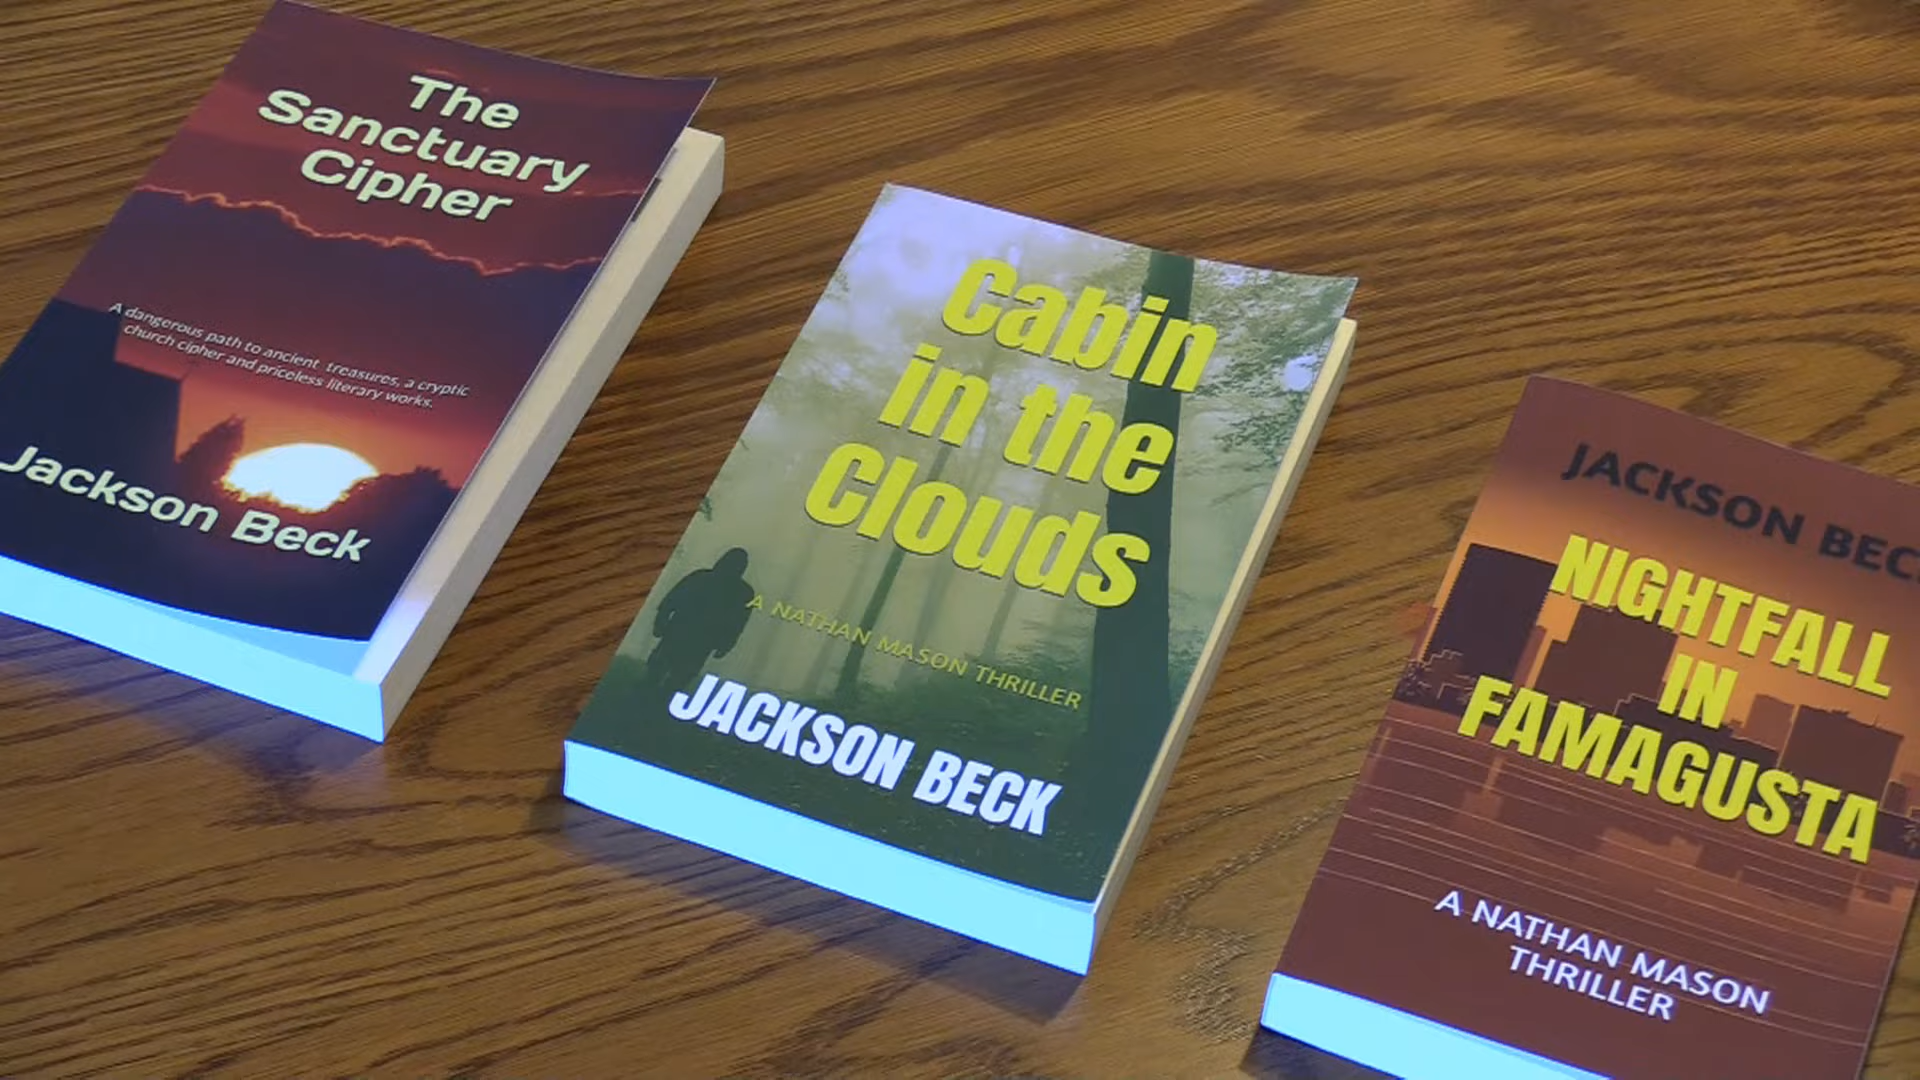 The
Sanctuary
Cipher
A dangerous path to ancient treasures, a cryptic
church cipher and priceless literary works.
Jackson Beck
Cabin
in the
Clouds
A NATHAN MASON THRILLER
JACKSON BECK
JACKSON BEC
NIGHTFALL
IN
FAMAGUSTA
A NATHAN MASON
THRILLER